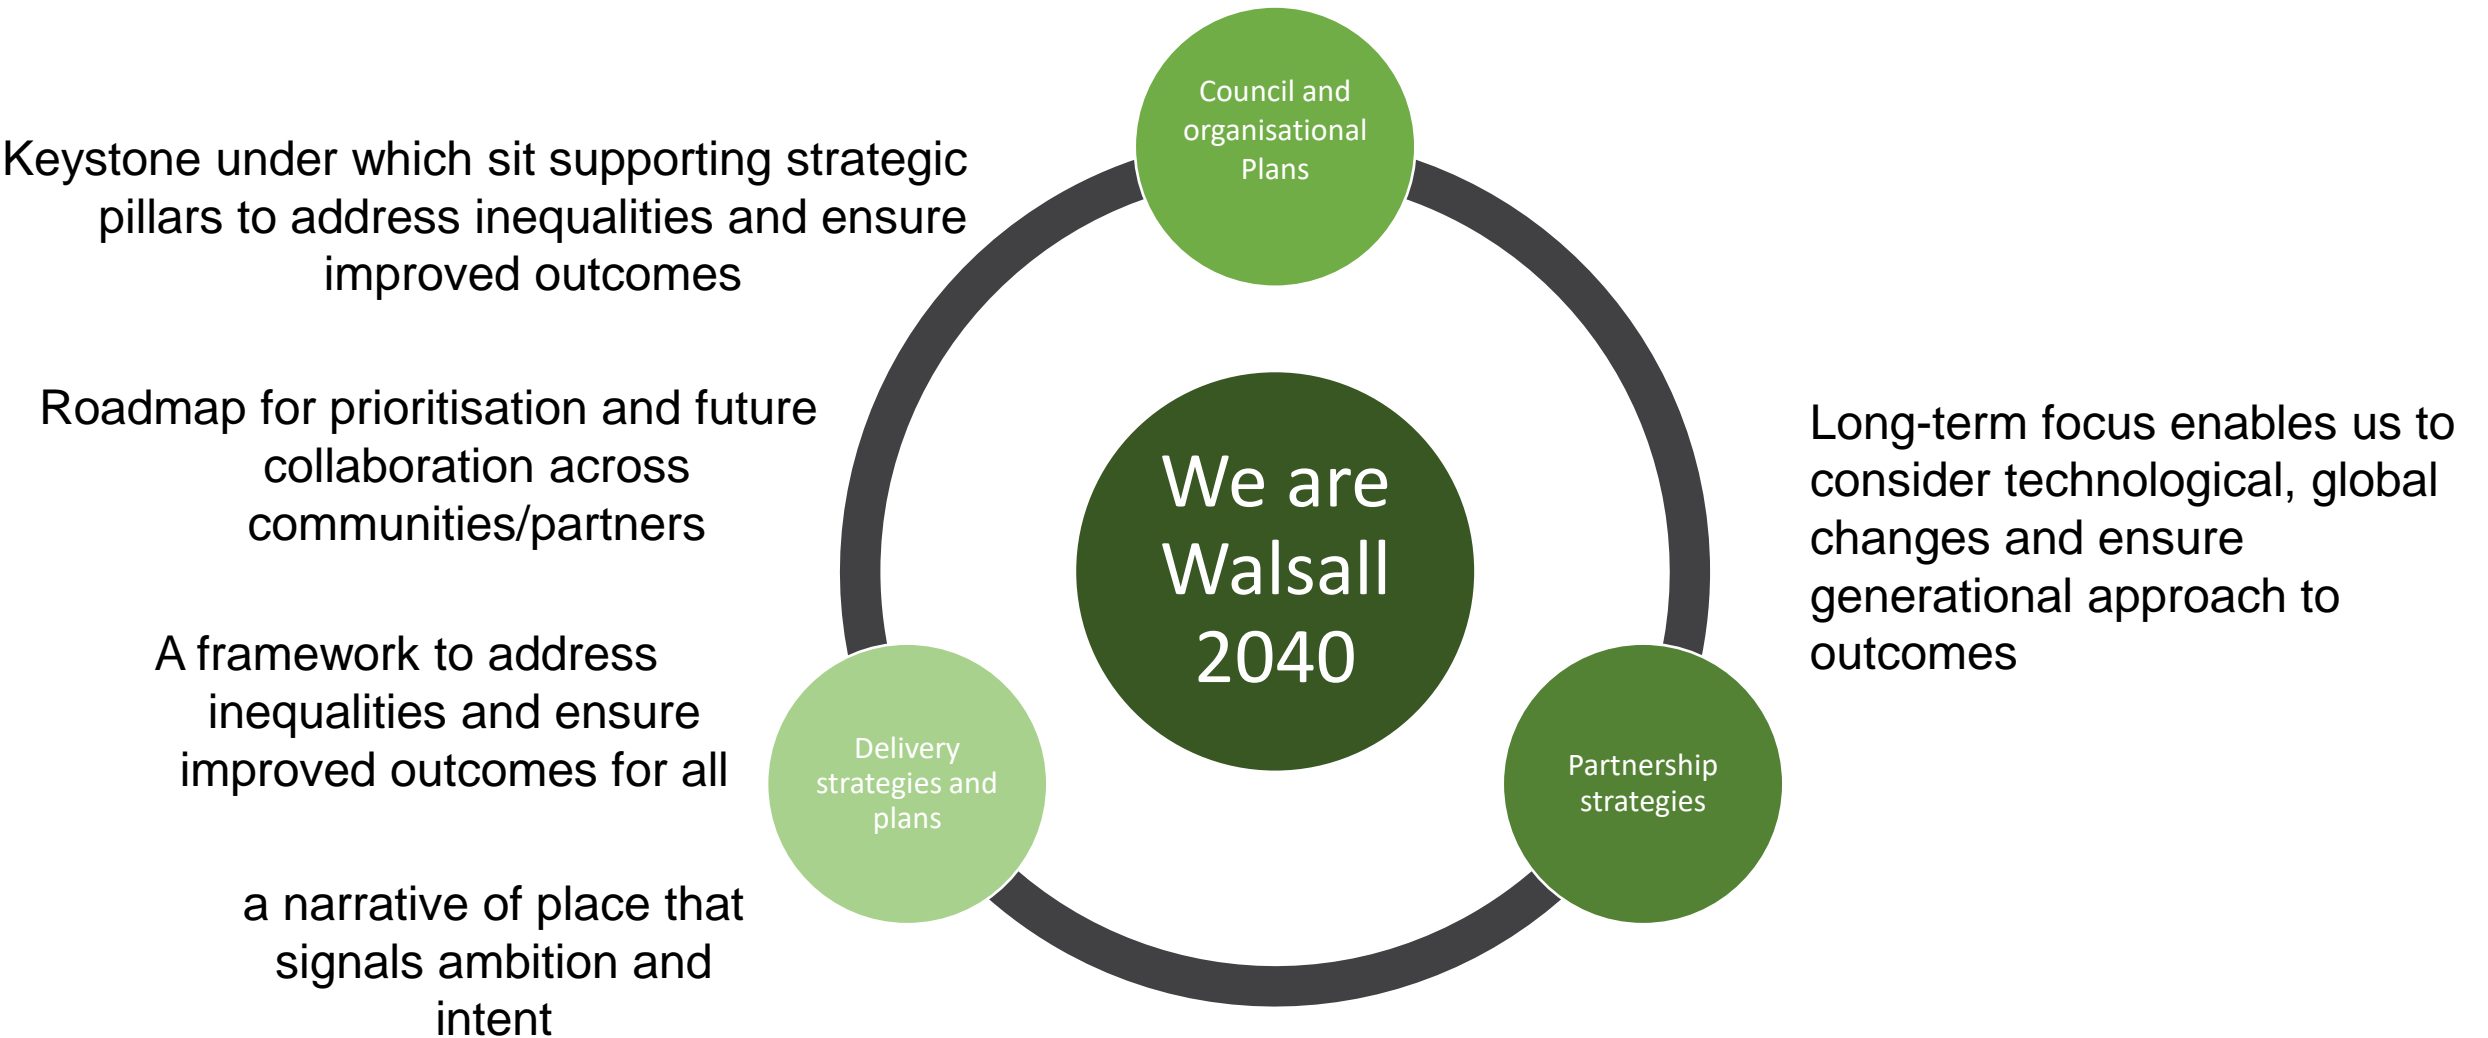 Council and
organisational
Plans
Keystone under which sit supporting strategic
pillars to address inequalities and ensure
improved outcomes
Roadmap for prioritisation and future
collaboration across
communities/partners
A framework to address
inequalities and ensure
improved outcomes for all
a narrative of place that
signals ambition and
intent
We are
Walsall
2040
Delivery
strategies and
plans
Partnership
strategies
Long-term focus enables us to
consider technological, global
changes and ensure
generational approach to
outcomes